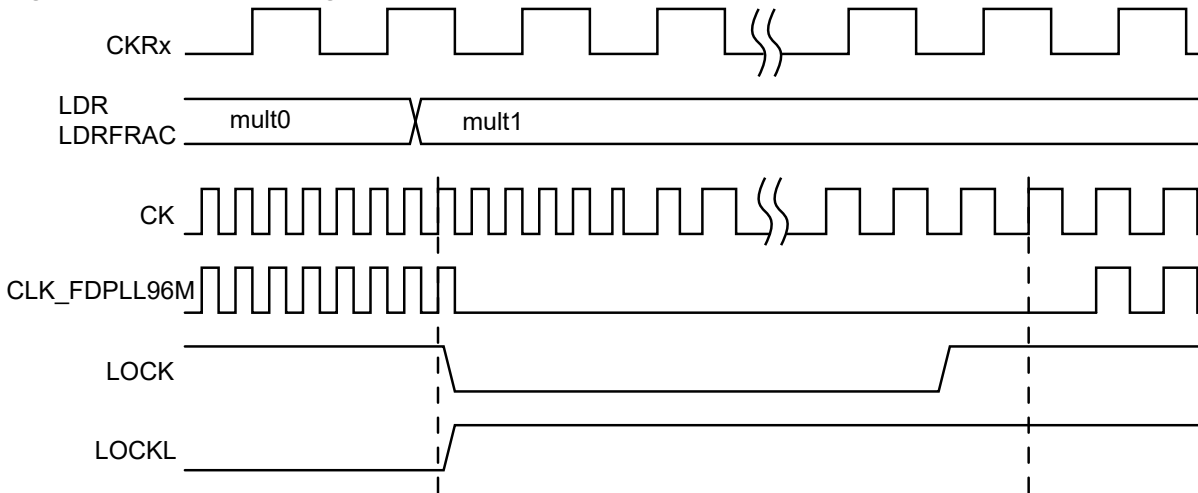 CKRx
LDR
LDRFRAC
mult0
mult1
CK
CLK_FDPLL96M
LOCK
LOCKL